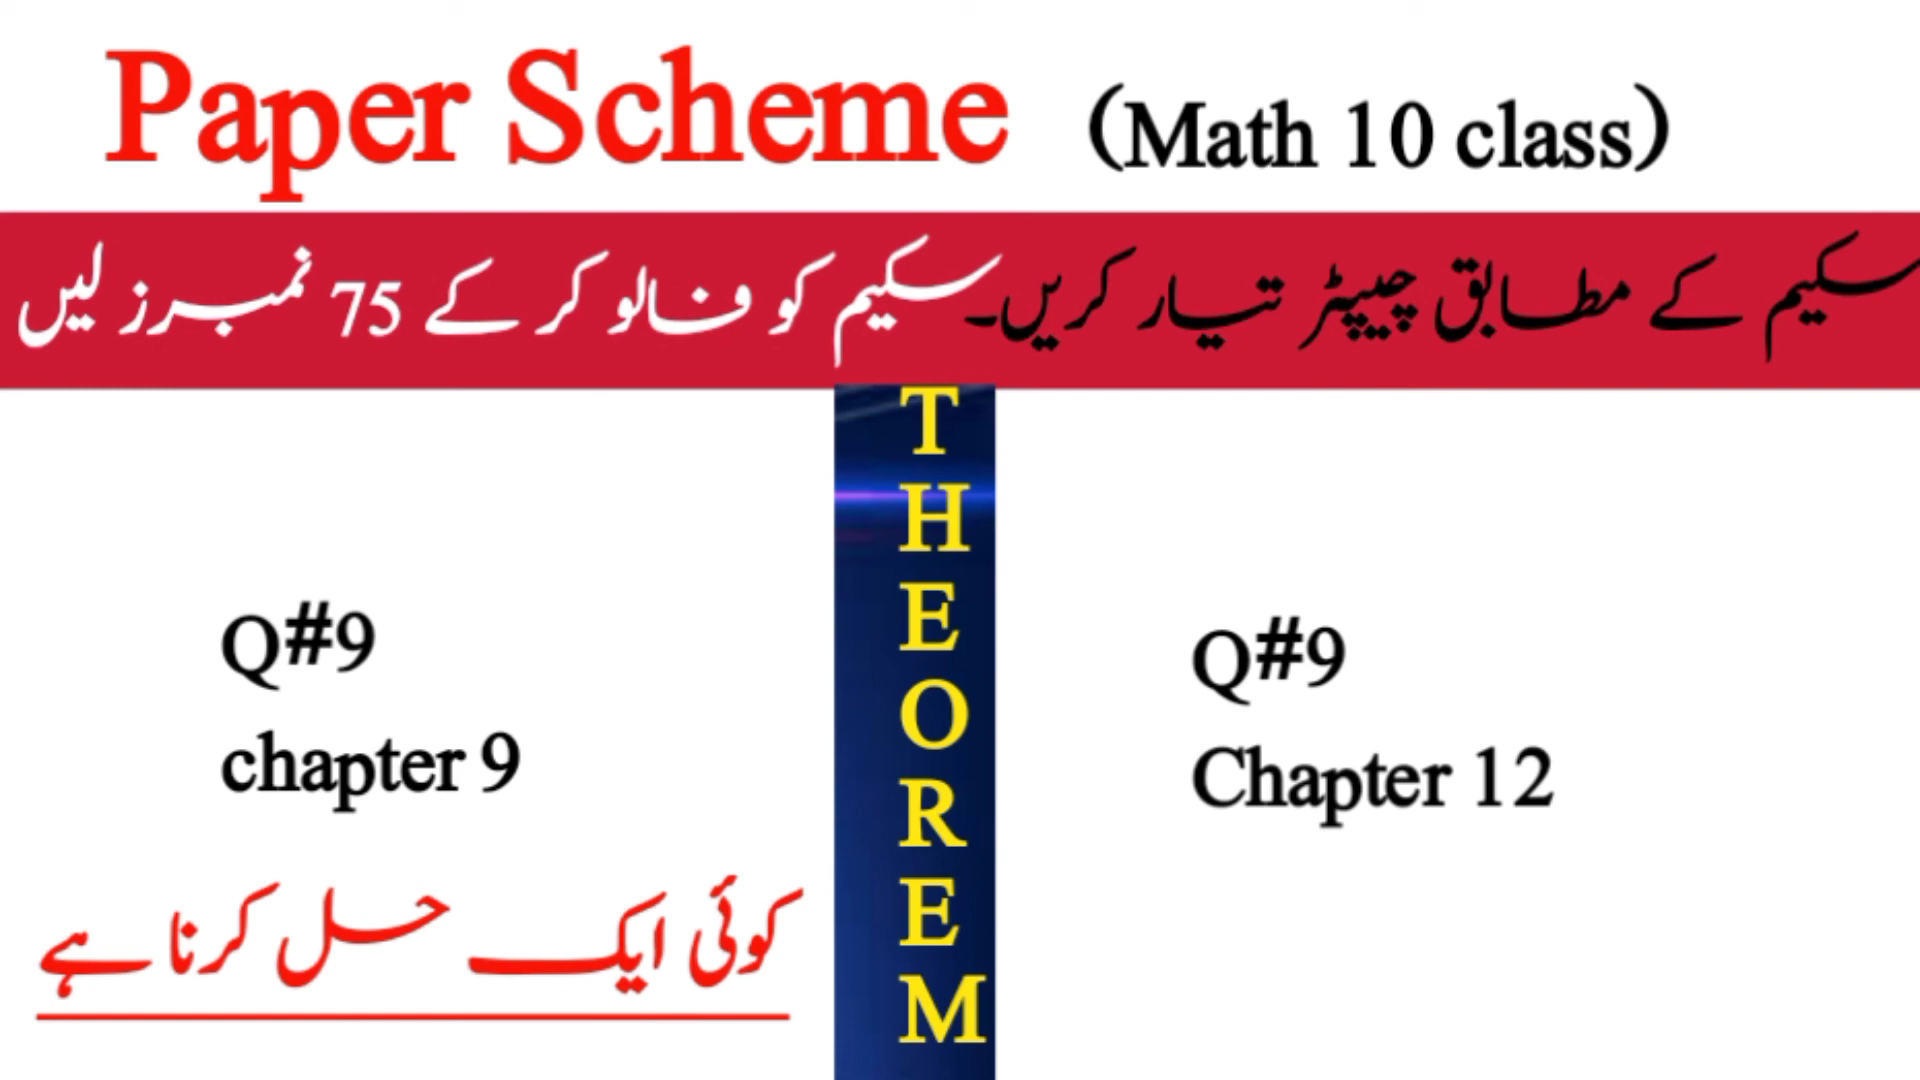 Paper Scheme (Math 10 class)
سکیم کے مطابق چیپٹر تیار کریں۔سکیم کو فالو کر کے 75 نمبرز لیں
THEOREM
Q#9
chapter 9
کوئی ایک حل کرنا ہے
Q#9
Chapter 12